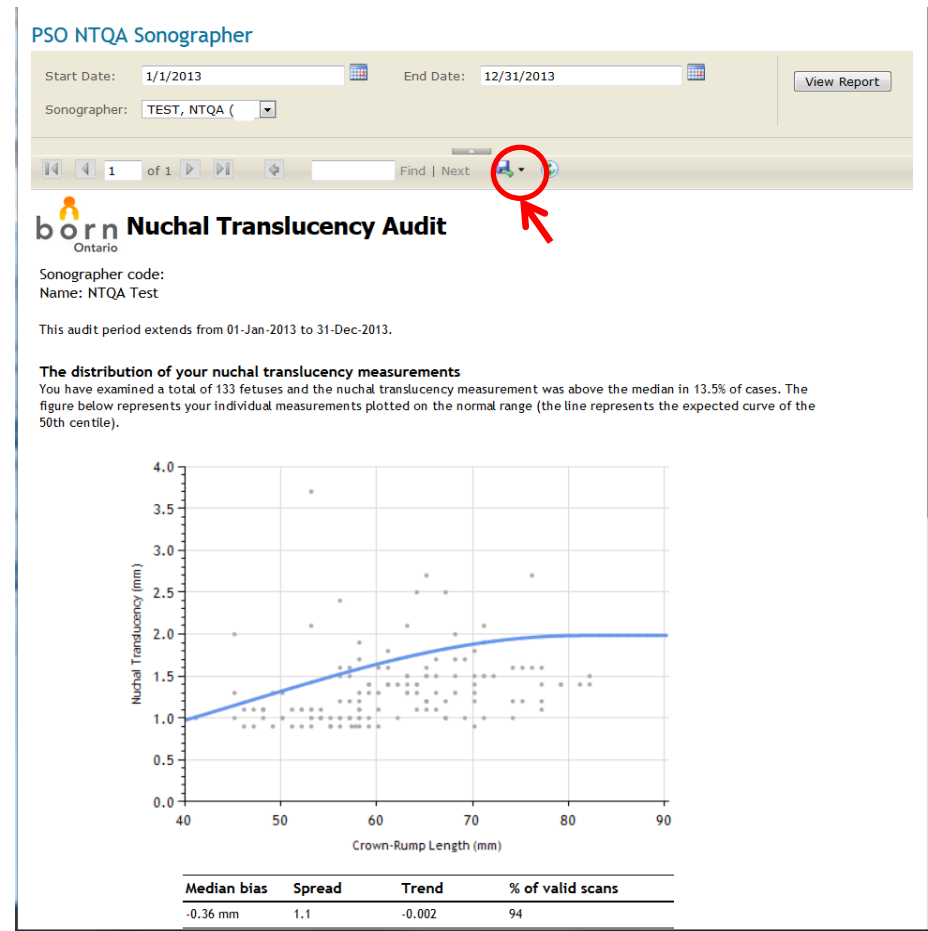 PSO NTQA Sonographer
Start Date: 1/1/2013 End Date: 12/31/2013 View Report
Sonographer: TEST, NTQA (
1 of 1 Find | Next
born
Ontario
Nuchal Translucency Audit
Sonographer code:
Name: NTQA Test
This audit period extends from 01-Jan-2013 to 31-Dec-2013.
The distribution of your nuchal translucency measurements
You have examined a total of 133 fetuses and the nuchal translucency measurement was above the median in 13.5% of cases. The
figure below represents your individual measurements plotted on the normal range (the line represents the expected curve of the
50th centile).
4.0
3.5
3.0
2.5
2.0
1.5
1.0
0.5
0.0
Nuchal Translucency (mm)
40 50 60 70 80 90
Crown-Rump Length (mm)
Median bias Spread Trend % of valid scans
-0.36 mm 1.1 -0.002 94